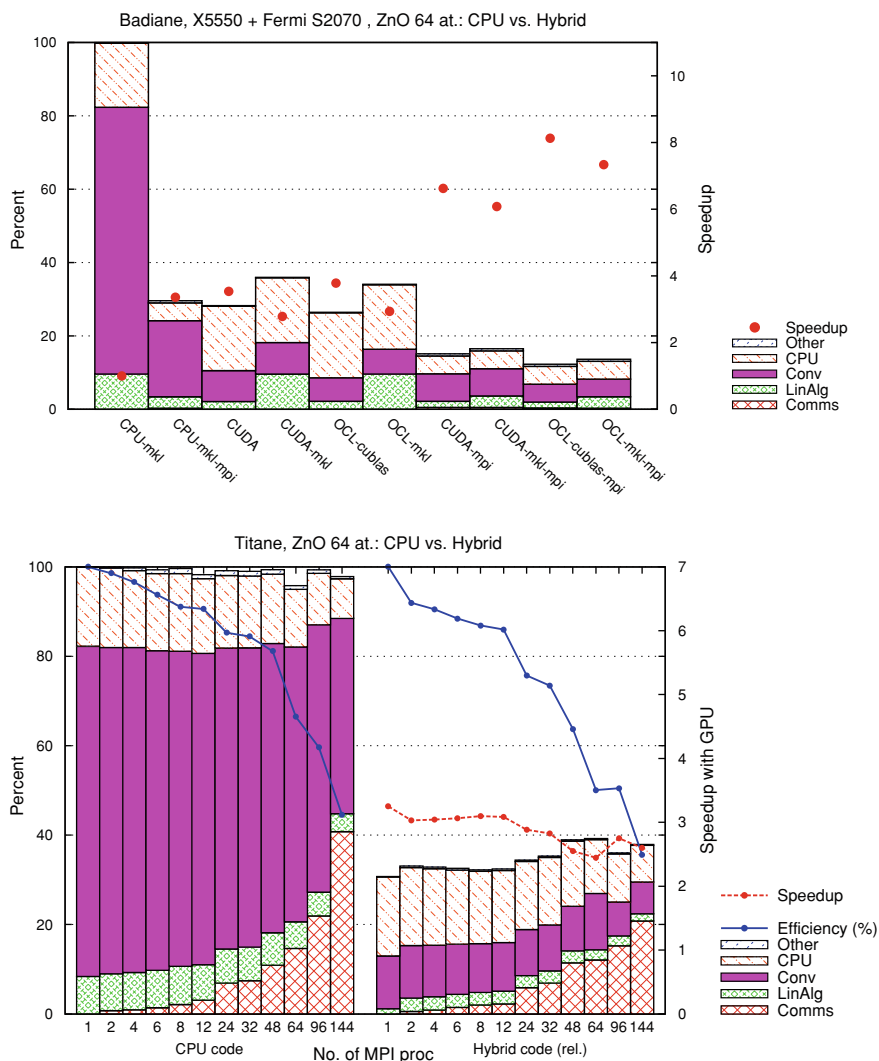 Badiane, X5550 + Fermi S2070 , ZnO 64 at.: CPU vs. Hybrid
100
80
60
40
20
0
Percent
10
8
6
4
2
0
Speedup
CPU-mkl
CPU-mkl-mpi
CUDA
CUDA-mkl
OCL-cublas
OCL-mkl
CUDA-mpi
CUDA-mkl-mpi
OCL-cublas-mpi
OCL-mkl-mpi
Speedup
Other
CPU
Conv
LinAlg
Comms
Titane, ZnO 64 at.: CPU vs. Hybrid
100
80
60
40
20
0
Percent
7
6
5
4
3
2
1
0
Speedup with GPU
1 2 4 6 8 12 24 32 48 64 96 144 1 2 4 6 8 12 24 32 48 64 96 144
CPU code No. of MPI proc Hybrid code (rel.)
Speedup
Efficiency (%)
Other
CPU
Conv
LinAlg
Comms